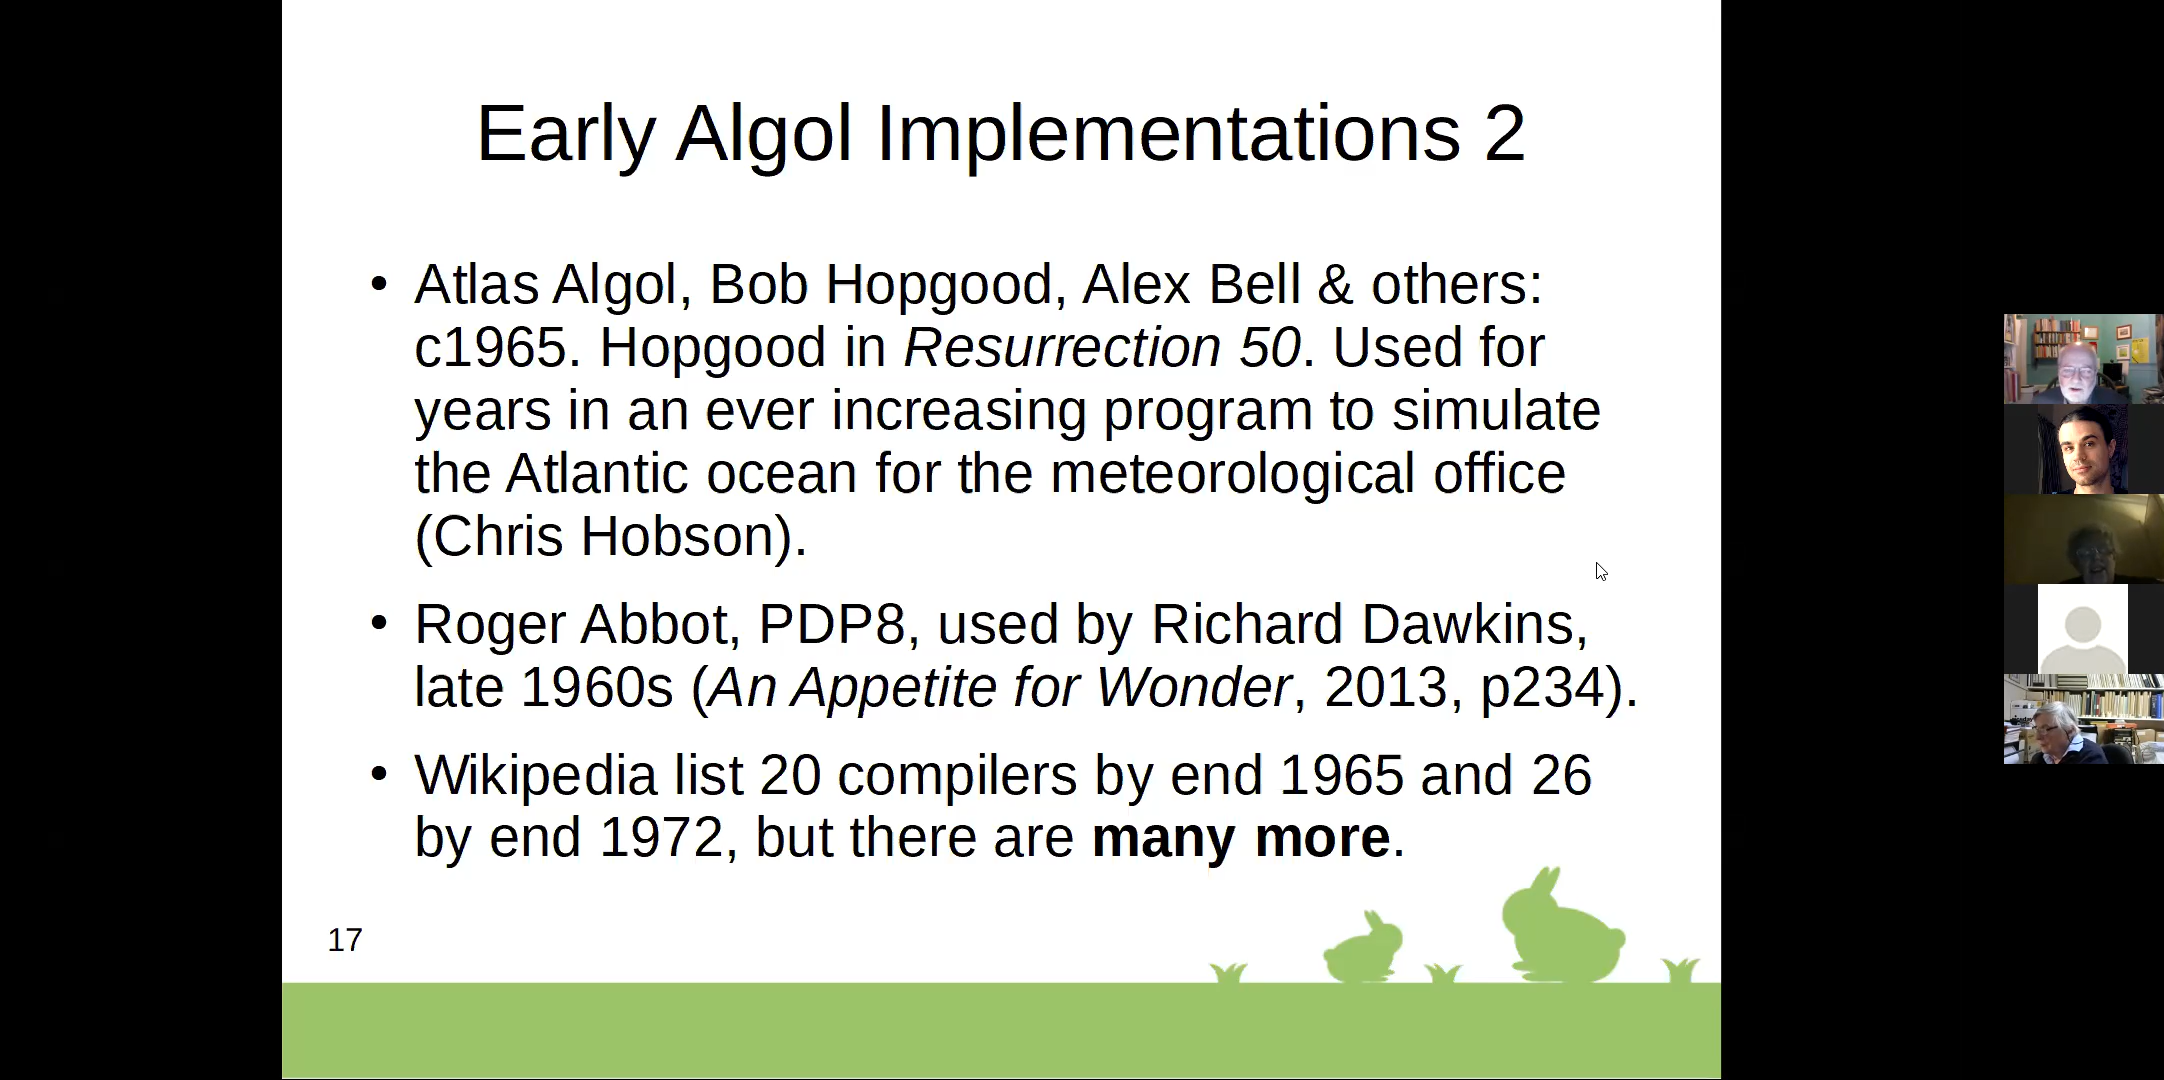 Early Algol Implementations 2
• Atlas Algol, Bob Hopgood, Alex Bell & others:
c1965. Hopgood in Resurrection 50. Used for
years in an ever increasing program to simulate
the Atlantic ocean for the meteorological office
(Chris Hobson).
• Roger Abbot, PDP8, used by Richard Dawkins,
late 1960s (An Appetite for Wonder, 2013, p234).
• Wikipedia list 20 compilers by end 1965 and 26
by end 1972, but there are many more.
17